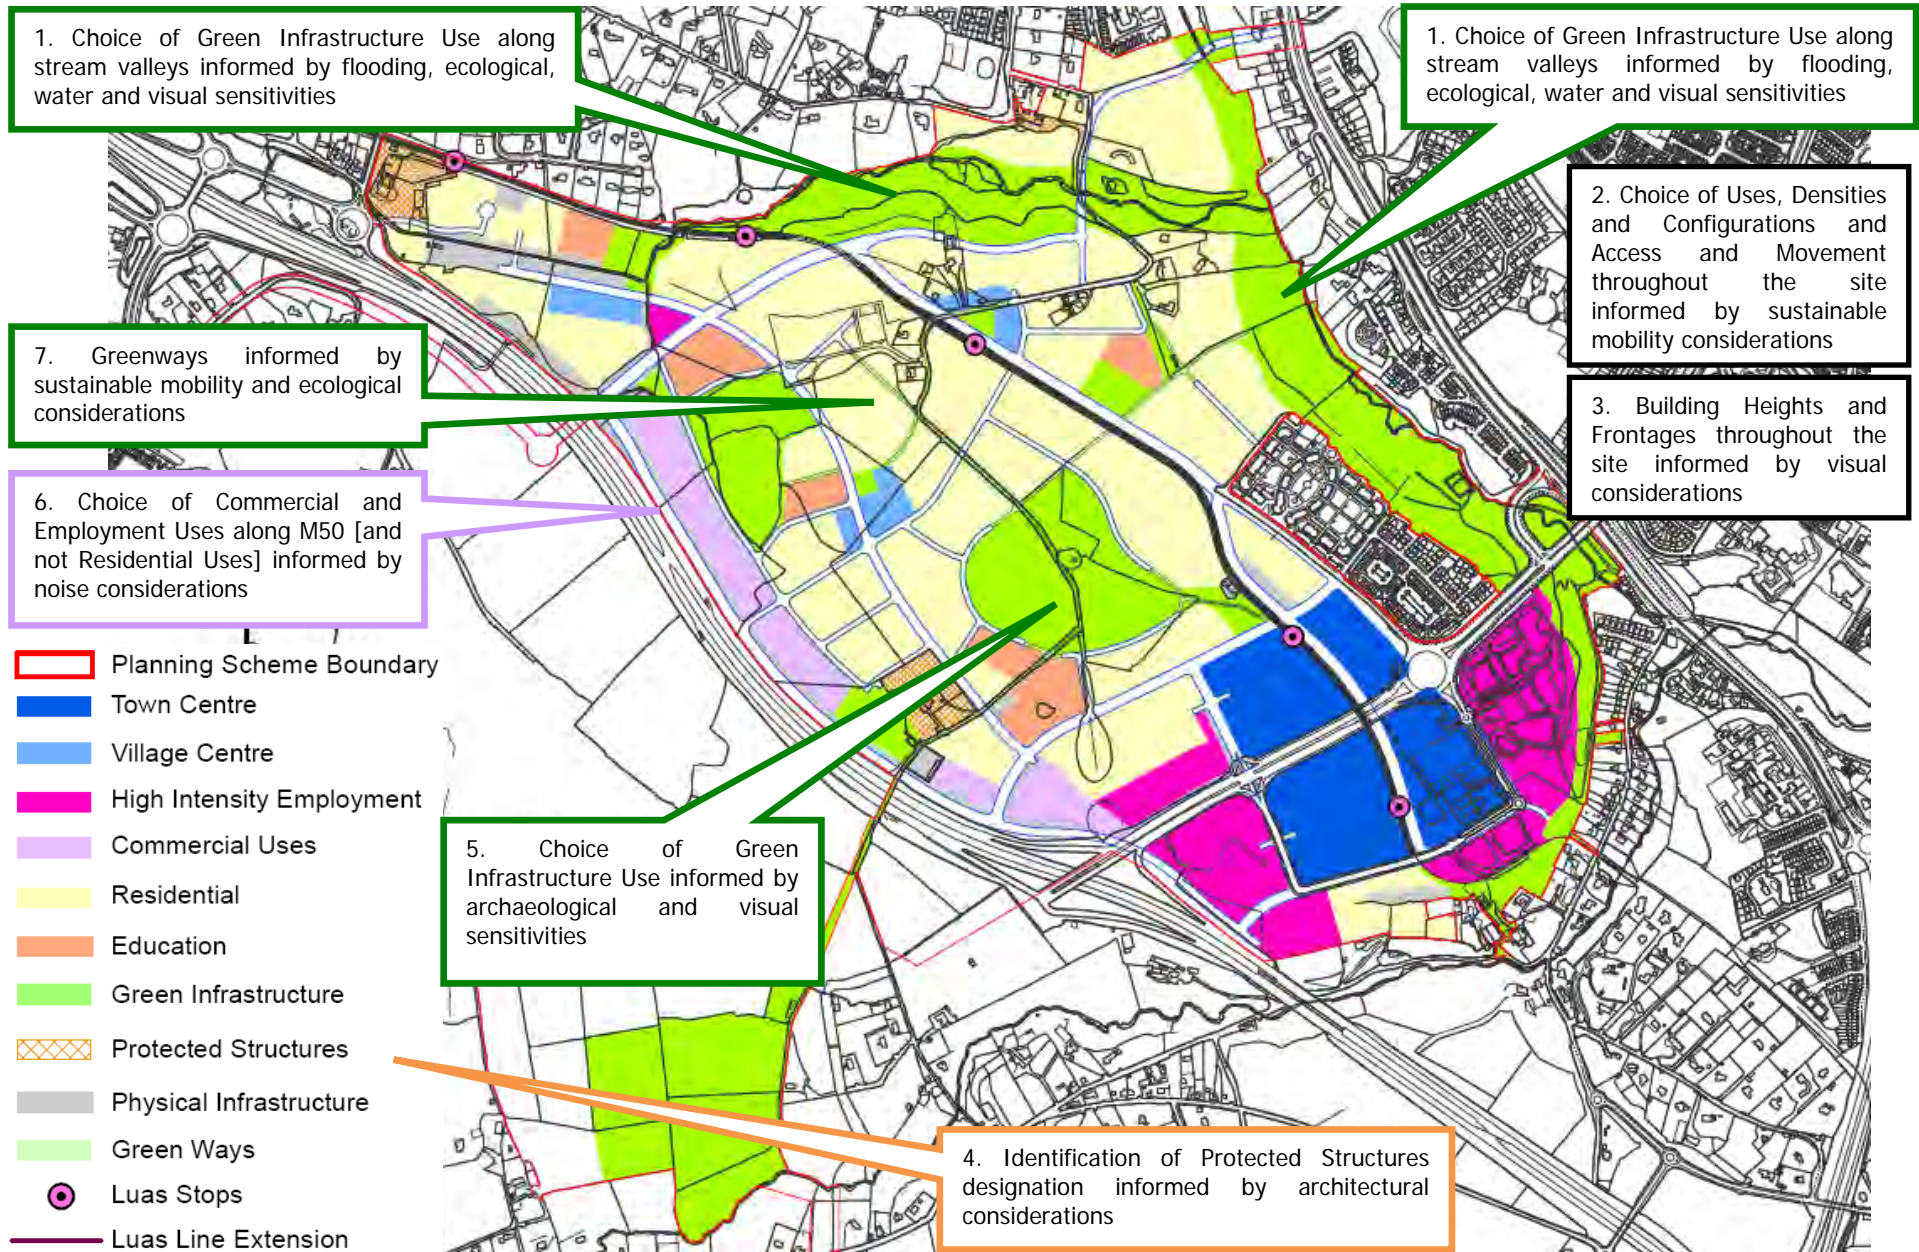 1. Choice of Green Infrastructure Use along
stream valleys informed by flooding, ecological,
water and visual sensitivities
1. Choice of Green Infrastructure Use along
stream valleys informed by flooding,
ecological, water and visual sensitivities
2. Choice of Uses, Densities
and Configurations and
Access and Movement
throughout the site
informed by sustainable
mobility considerations
3. Building Heights and
Frontages throughout the
site informed by visual
considerations
7. Greenways informed by
sustainable mobility and ecological
considerations
6. Choice of Commercial and
Employment Uses along M50 [and
not Residential Uses] informed by
noise considerations
5. Choice of Green
Infrastructure Use informed by
archaeological and visual
sensitivities
4. Identification of Protected Structures
designation informed by architectural
considerations
Planning Scheme Boundary
Town Centre
Village Centre
High Intensity Employment
Commercial Uses
Residential
Education
Green Infrastructure
Protected Structures
Physical Infrastructure
Green Ways
Luas Stops
Luas Line Extension